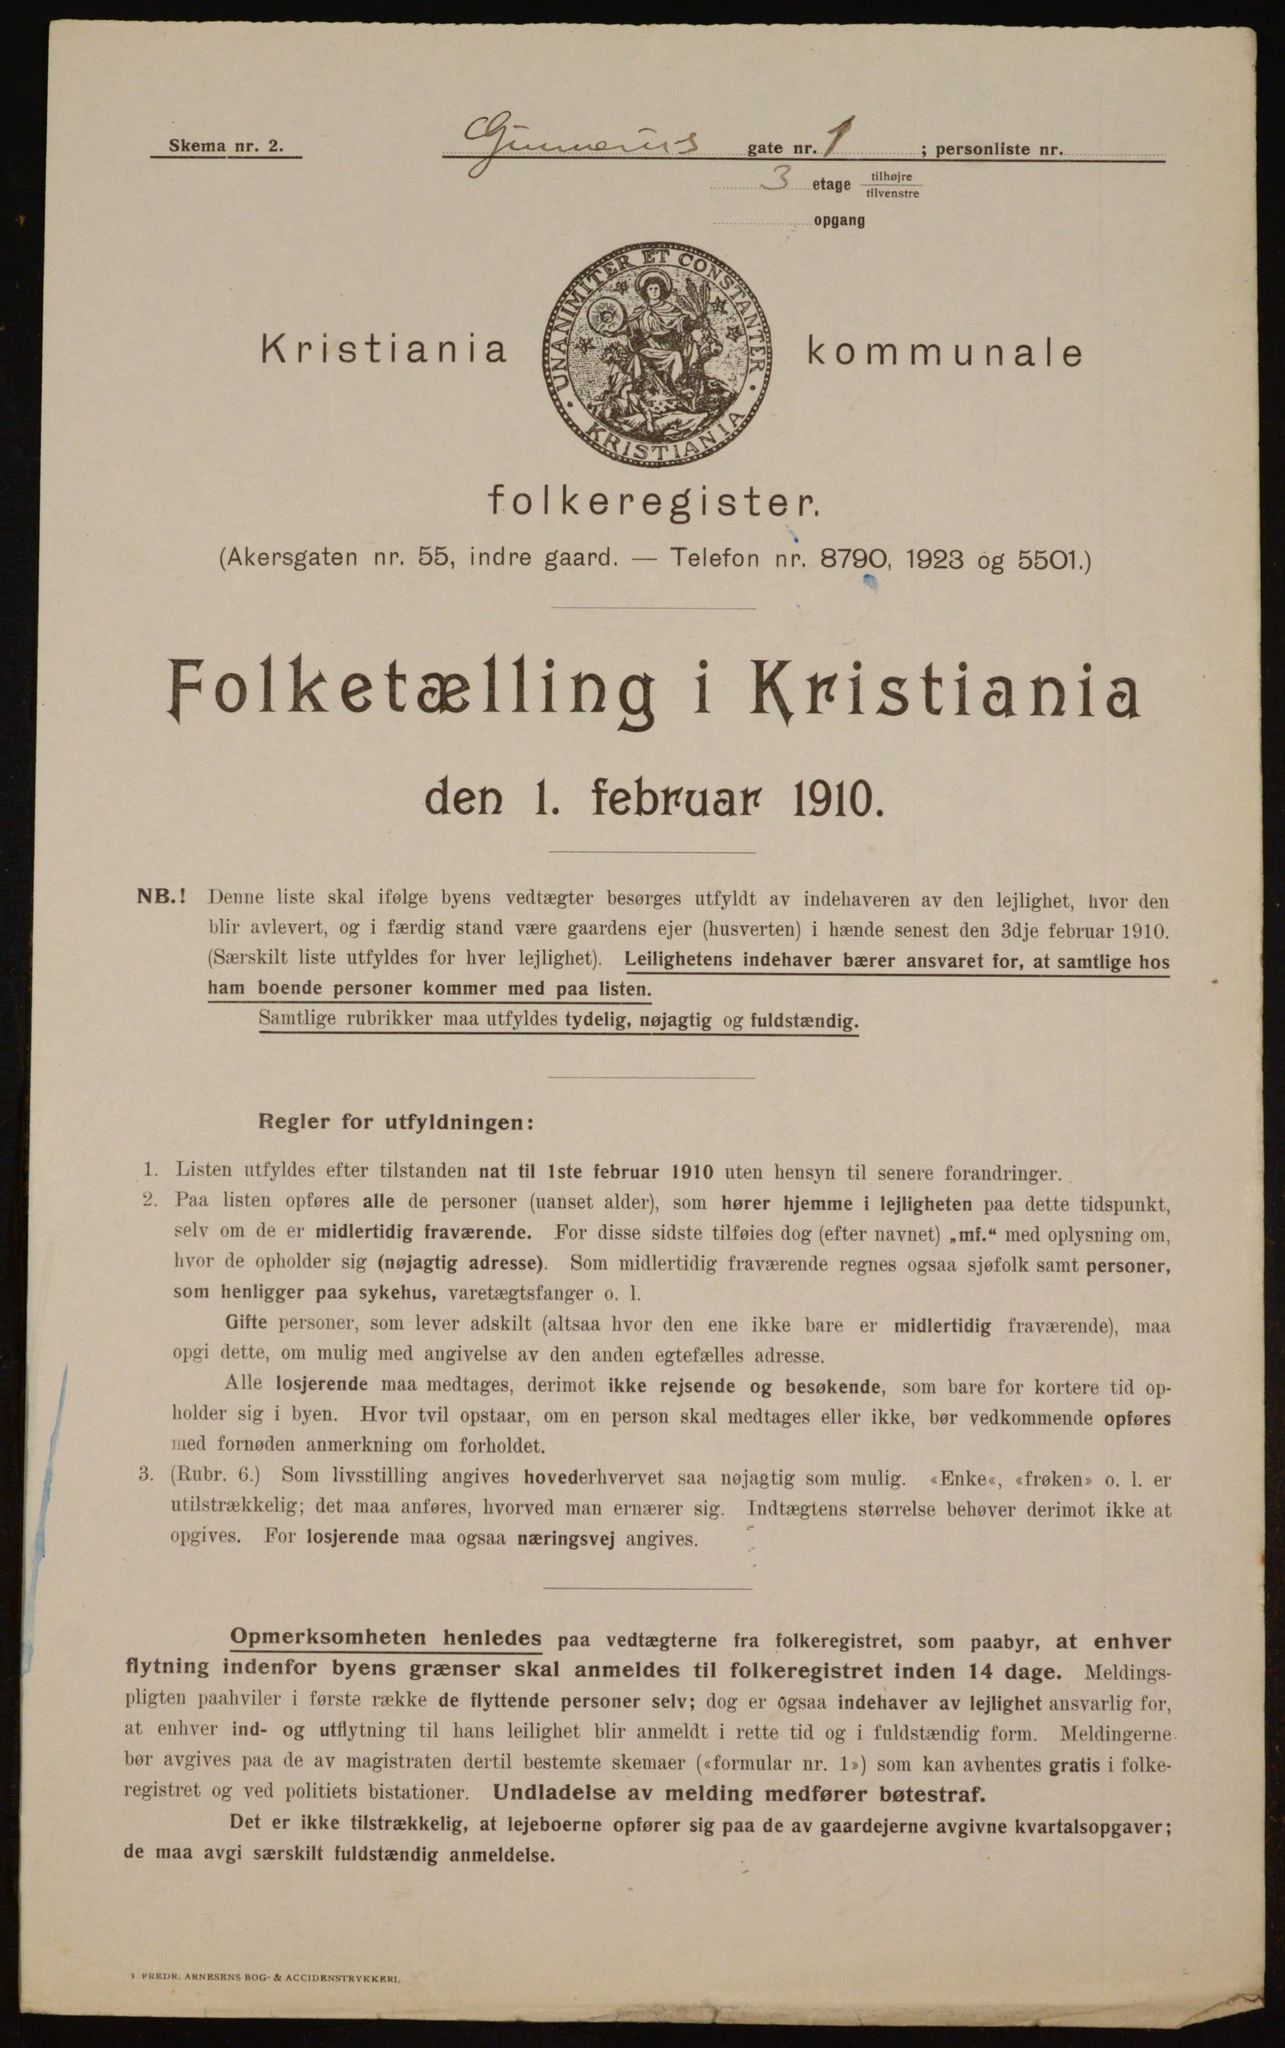 Skema nr. 2.
Gunnerus gate nr. 1 ; personliste nr.
3 etage tilhøjre
tilvenstre
opgang
UNANIMITER ET CONSTANTER
KRISTIANIA
Kristiania kommunale
folkeregister.
(Akersgaten nr. 55, indre gaard. — Telefon nr. 8790, 1923 og 5501.)
Folketælling i Kristiania
den 1. februar 1910.
NB.! Denne liste skal ifølge byens vedtægter besørges utfyldt av indehaveren av den lejlighet, hvor den
blir avlevert, og i færdig stand være gaardens ejer (husverten) i hænde senest den 3dje februar 1910.
(Særskilt liste utfyldes for hver lejlighet). Leilighetens indehaver bærer ansvaret for, at samtlige hos
ham boende personer kommer med paa listen.
Samtlige rubrikker maa utfyldes tydelig, nøjagtig og fuldstændig.
Regler for utfyldningen:
1. Listen utfyldes efter tilstanden nat til 1ste februar 1910 uten hensyn til senere forandringer.
2. Paa listen opføres alle de personer (uanset alder), som hører hjemme i lejligheten paa dette tidspunkt,
selv om de er midlertidig fraværende. For disse sidste tilføies dog (efter navnet) „mf.“ med oplysning om,
hvor de opholder sig (nøjagtig adresse). Som midlertidig fraværende regnes ogsaa sjøfolk samt personer,
som henligger paa sykehus, varetægtsfanger o. l.
Gifte personer, som lever adskilt (altsaa hvor den ene ikke bare er midlertidig fraværende), maa
opgi dette, om mulig med angivelse av den anden egtefælles adresse.
Alle losjerende maa medtages, derimot ikke rejsende og besøkende, som bare for kortere tid op-
holder sig i byen. Hvor tvil opstaar, om en person skal medtages eller ikke, bør vedkommende opføres
med fornøden anmerkning om forholdet.
3. (Rubr. 6.) Som livsstilling angives hovederhvervet saa nøjagtig som mulig. «Enke«, «frøken» o. l. er
utilstrækkelig; det maa anføres, hvorved man ernærer sig. Indtægtens størrelse behøver derimot ikke at
opgives. For losjerende maa ogsaa næringsvej angives.
Opmerksomheten henledes paa vedtægterne fra folkeregistret, som paabyr, at enhver
flytning indenfor byens grænser skal anmeldes til folkeregistret inden 14 dage. Meldings-
pligten paahviler i første række de flyttende personer selv; dog er ogsaa indehaver av lejlighet ansvarlig for,
at enhver ind- og utflytning til hans leilighet blir anmeldt i rette tid og i fuldstændig form. Meldingerne
bør avgives paa de av magistraten dertil bestemte skemaer («formular nr. 1») som kan avhentes gratis i folke-
registret og ved politiets bistationer. Undladelse av melding medfører bøtestraf.
Det er ikke tilstrækkelig, at lejeboerne opfører sig paa de av gaardejerne avgivne kvartalsopgaver;
de maa avgi særskilt fuldstændig anmeldelse.
FREDR. ARNESENS BOG- & ACCIDENSTRYKKERI.